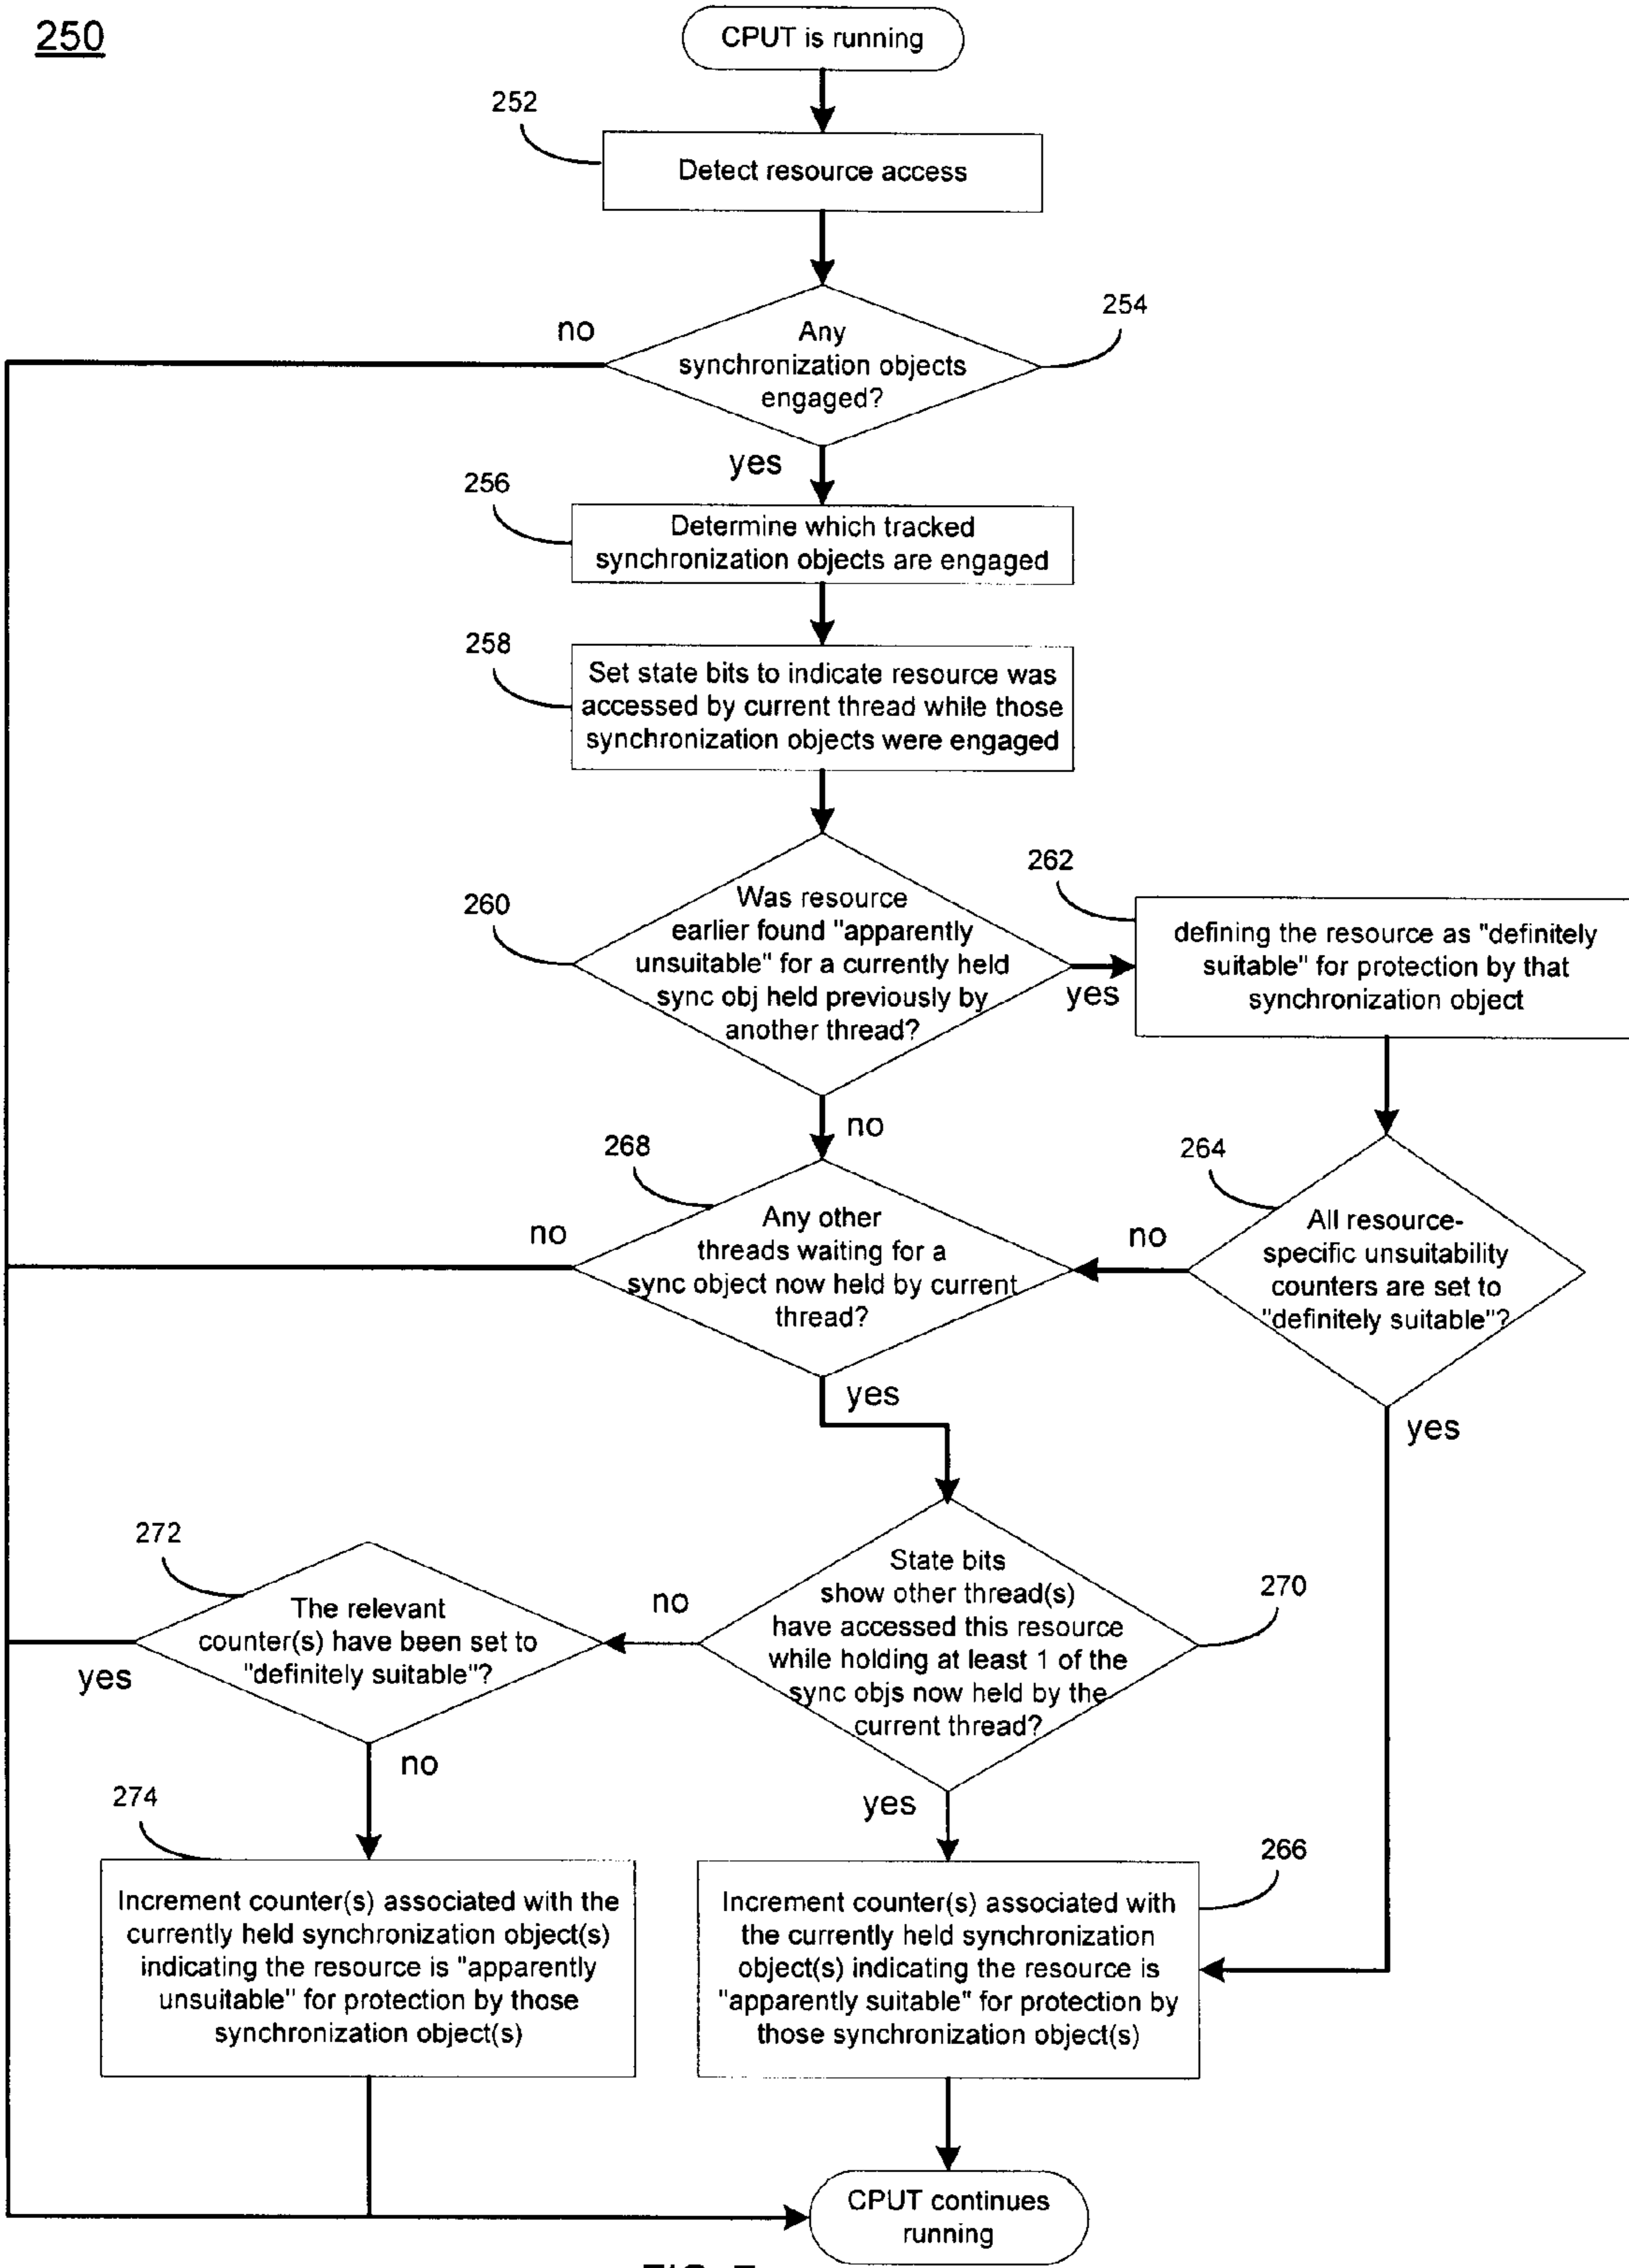 250
CPUT is running
252
Detect resource access
254
no
Any
synchronization objects
engaged?
yes
256
Determine which tracked
synchronization objects are engaged
258
Set state bits to indicate resource was
accessed by current thread while those
synchronization objects were engaged
260
Was resource
earlier found "apparently
unsuitable" for a currently held
sync obj held previously by
another thread?
yes
262
defining the resource as "definitely
suitable" for protection by that
synchronization object
no
268
264
no
Any other
threads waiting for a
sync object now held by current
thread?
no
All resource-
specific unsuitability
counters are set to
"definitely suitable"?
yes
yes
272
The relevant
counter(s) have been set to
"definitely suitable"?
yes
no
State bits
show other thread(s)
have accessed this resource
while holding at least 1 of the
sync objs now held by the
current thread?
270
no
yes
274
Increment counter(s) associated with the
currently held synchronization object(s)
indicating the resource is "apparently
unsuitable" for protection by those
synchronization object(s)
266
Increment counter(s) associated with
the currently held synchronization
object(s) indicating the resource is
"apparently suitable" for protection by
those synchronization object(s)
CPUT continues
running